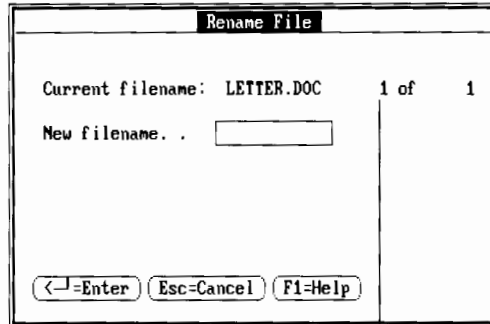 Rename File
Current filename: LETTER.DOC 1 of 1
New filename. .
<┘=Enter Esc=Cancel F1=Help